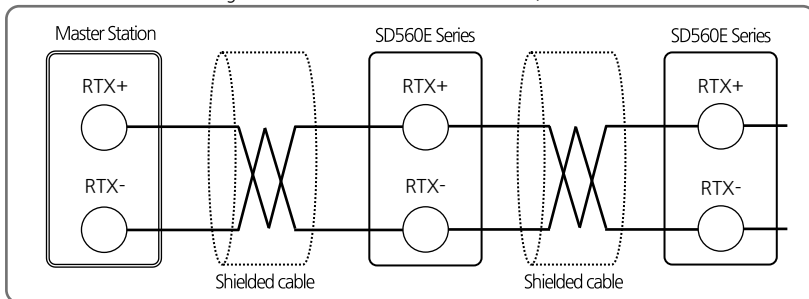 Master Station
SD560E Series
SD560E Series
RTX+
RTX+
RTX+
RTX-
RTX-
RTX-
Shielded cable
Shielded cable